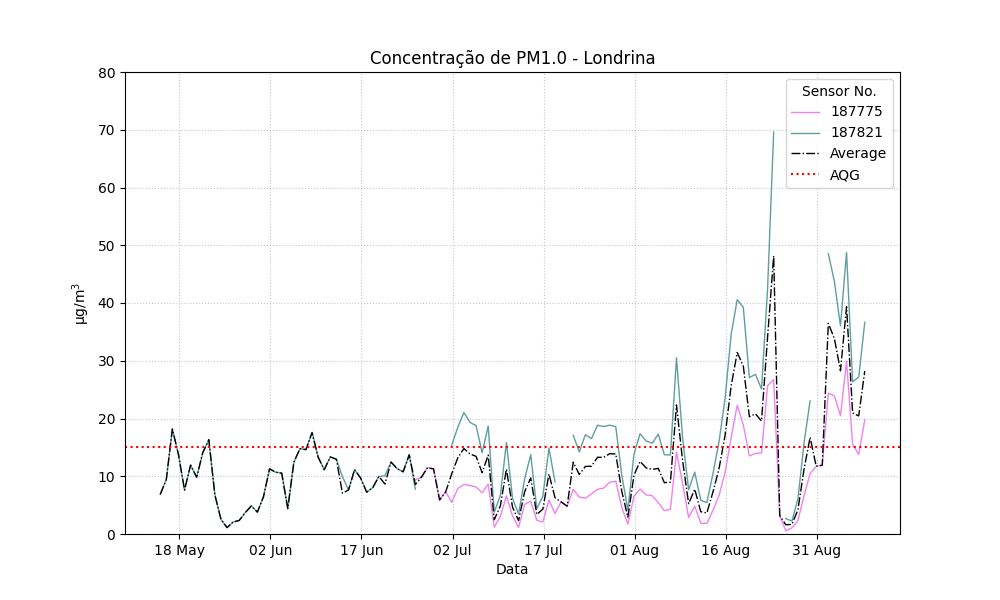 Concentração de PM1.0 - Londrina
80
70
60
50
40
30
20
10
0
µg/m³
18 May
02 Jun
17 Jun
02 Jul
17 Jul
01 Aug
16 Aug
31 Aug
Data
Sensor No.
187775
187821
Average
AQG